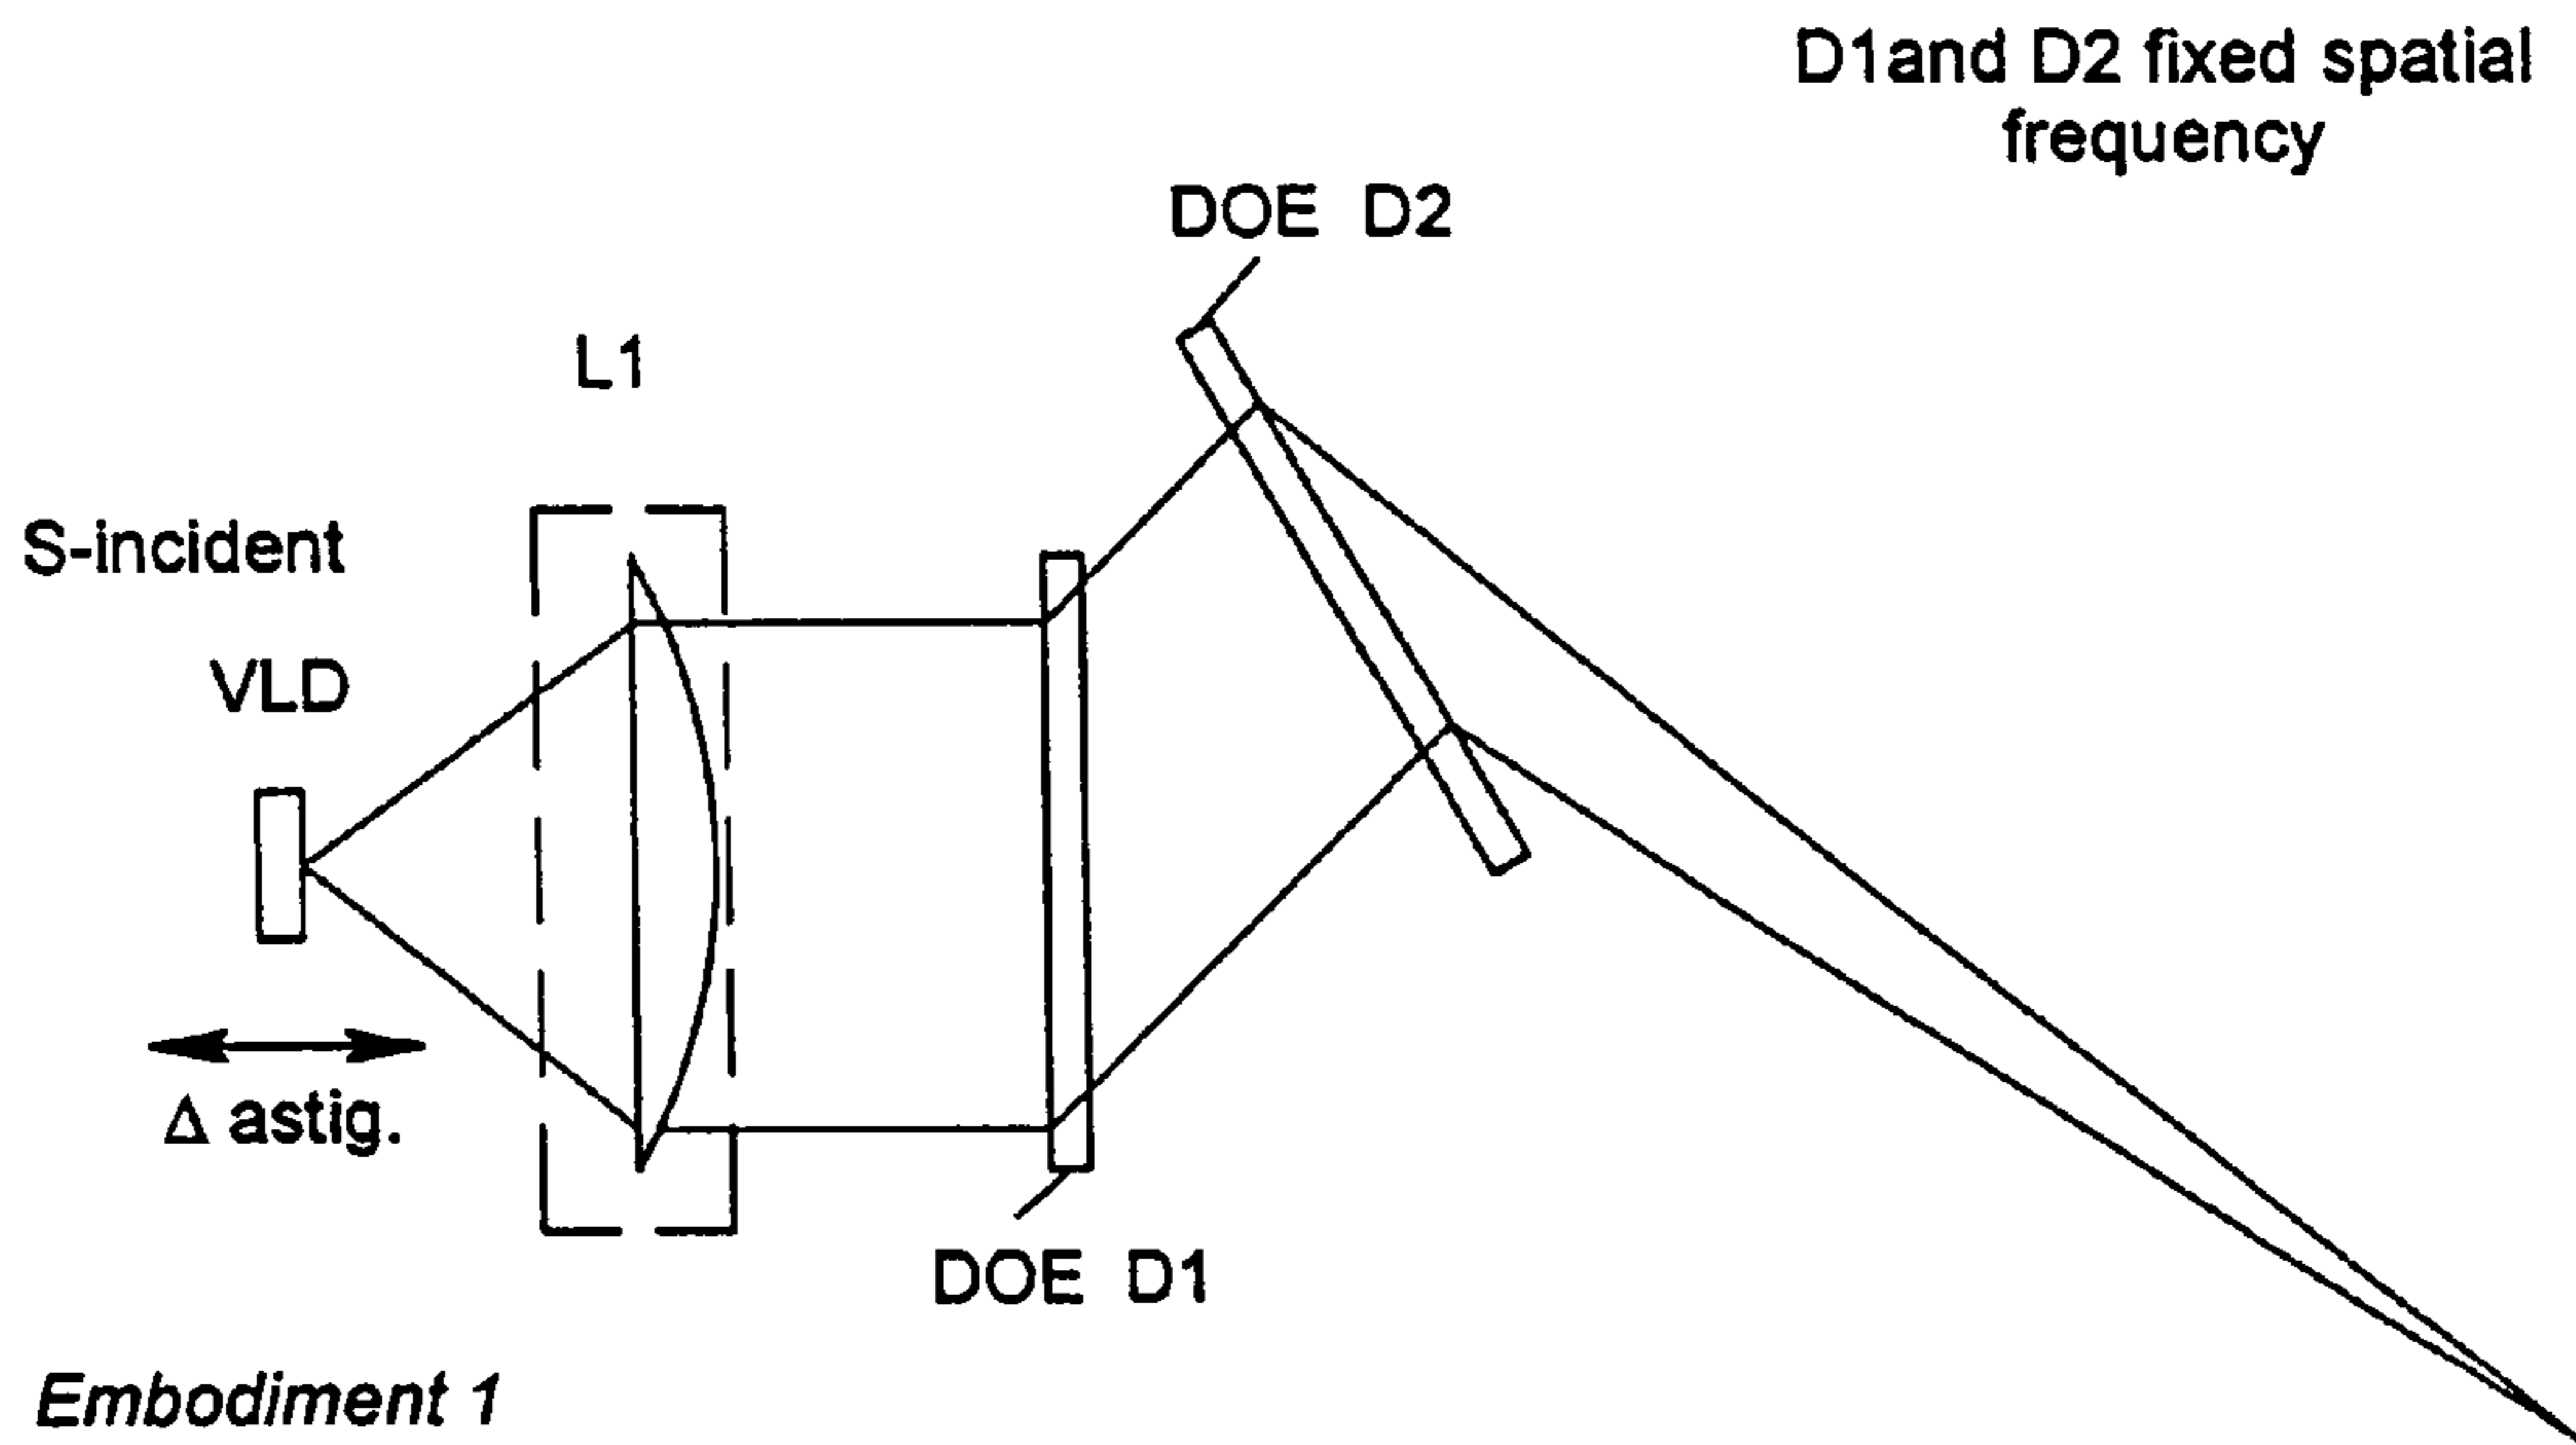 D1and D2 fixed spatial
frequency
DOE D2
L1
S-incident
VLD
Δ astig.
DOE D1
Embodiment 1